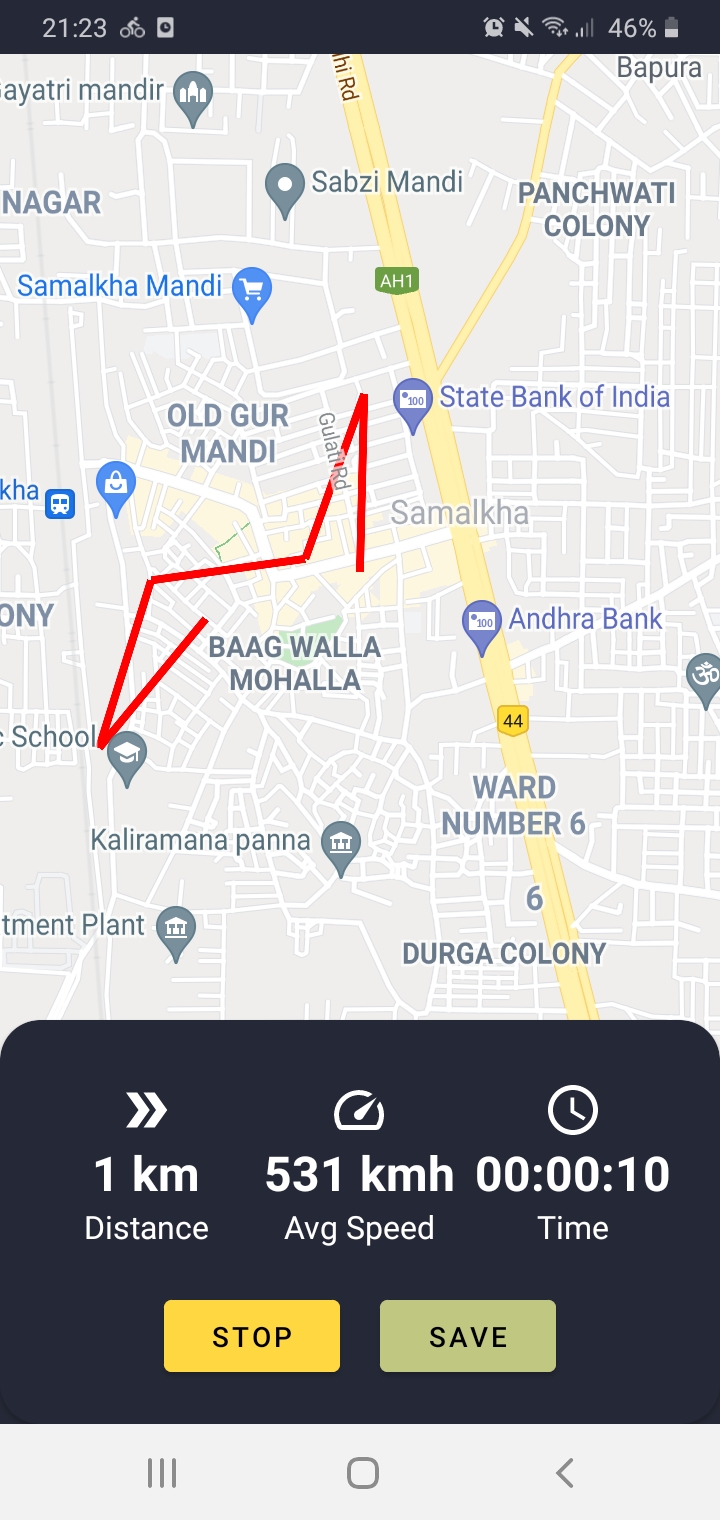 21:23
46%
hi Rd
Bapura
ayatri mandir
Sabzi Mandi
NAGAR
PANCHWATI
COLONY
AH1
Samalkha Mandi
State Bank of India
100
OLD GUR
MANDI
Gulati Rd
kha
Samalkha
ONY
Andhra Bank
100
BAAG WALLA
MOHALLA
ॐ
c School
44
WARD
NUMBER 6
Kaliramana panna
6
tment Plant
DURGA COLONY
1 km
531 kmh
00:00:10
Distance
Avg Speed
Time
STOP
SAVE